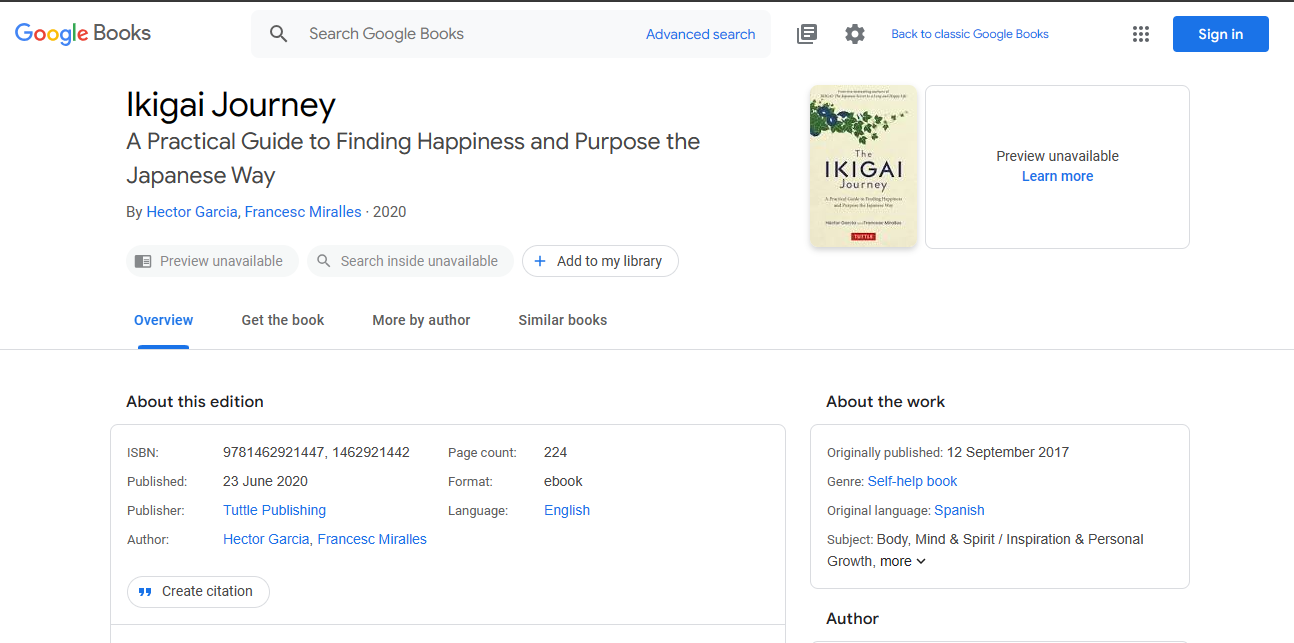 Google Books
Search Google Books
Advanced search
Back to classic Google Books
Sign in
Ikigai Journey
A Practical Guide to Finding Happiness and Purpose the
Japanese Way
By Hector Garcia, Francesc Miralles · 2020
From the bestselling authors of
IKIGAI: The Japanese Secret to a Long and Happy Life
The
IKIGAI
Journey
A Practical Guide to Finding Happiness
and Purpose the Japanese Way
Héctor García and Francesc Miralles
TUTTLE
Preview unavailable
Learn more
Preview unavailable
Search inside unavailable
Add to my library
Overview
Get the book
More by author
Similar books
About this edition
ISBN: 9781462921447, 1462921442
Page count: 224
Published: 23 June 2020
Format: ebook
Publisher: Tuttle Publishing
Language: English
Author: Hector Garcia, Francesc Miralles
Create citation
About the work
Originally published: 12 September 2017
Genre: Self-help book
Original language: Spanish
Subject: Body, Mind & Spirit / Inspiration & Personal
Growth, more
Author